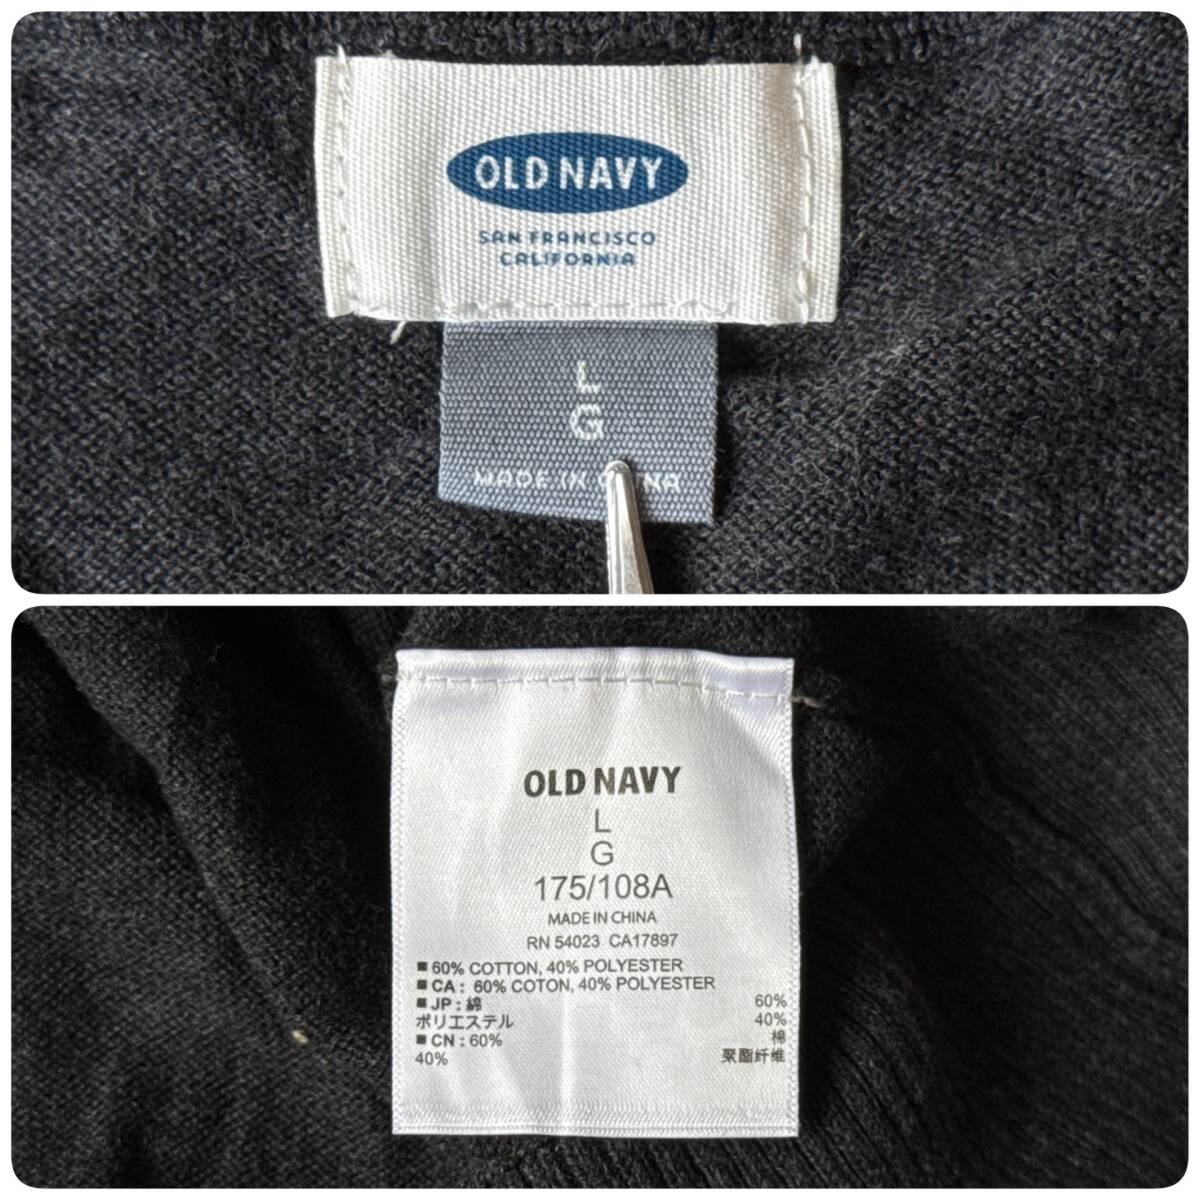 OLD NAVY
SAN FRANCISCO
CALIFORNIA
L
G
MADE IN
OLD NAVY
L
G
175/108A
MADE IN CHINA
RN 54023 CA17897
■ 60% COTTON, 40% POLYESTER
■ CA : 60% COTON, 40% POLYESTER
■ JP : 綿 60%
ポリエステル 40%
■ CN : 60% 棉
40% 聚酯纤维